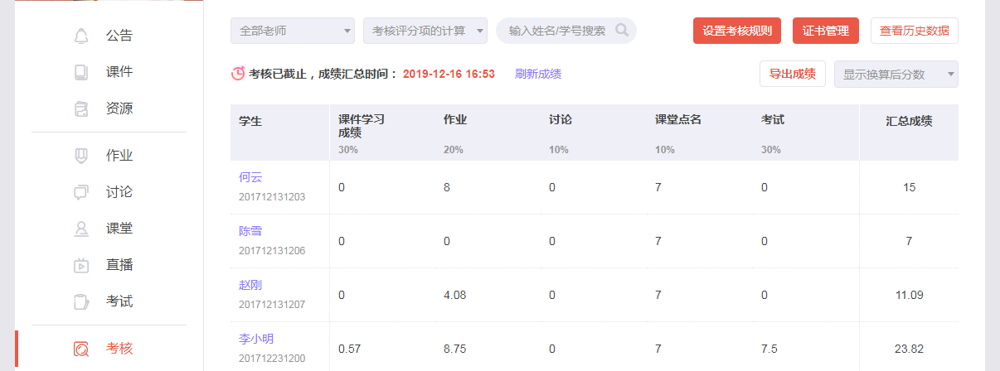 公告
课件
资源
作业
讨论
课堂
直播
考试
考核
全部老师 考核评分项的计算 输入姓名/学号搜索 设置考核规则 证书管理 查看历史数据
考核已截止，成绩汇总时间： 2019-12-16 16:53 刷新成绩 导出成绩 显示换算后分数
学生 课件学习成绩 作业 讨论 课堂点名 考试 汇总成绩
30% 20% 10% 10% 30%
何云
201712131203 0 8 0 7 0 15
陈雪
201712131206 0 0 0 7 0 7
赵刚
201712131207 0 4.08 0 7 0 11.09
李小明
201712231200 0.57 8.75 0 7 7.5 23.82